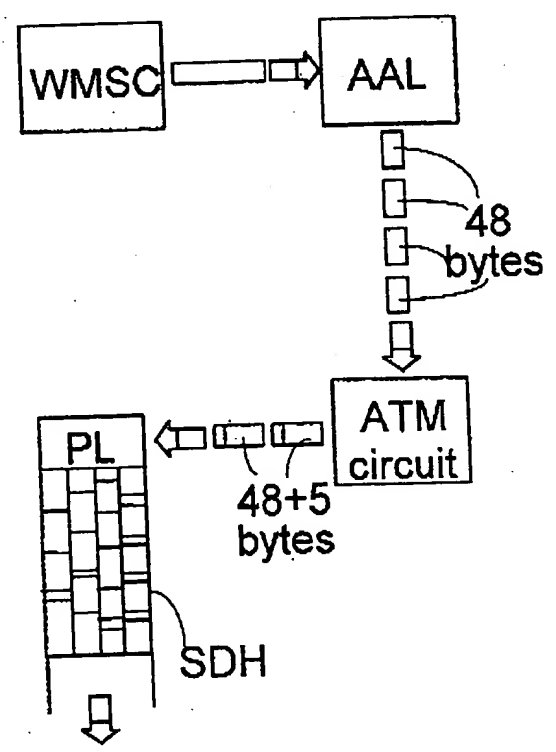 WMSC
AAL
48
bytes
ATM
circuit
PL
48+5
bytes
SDH